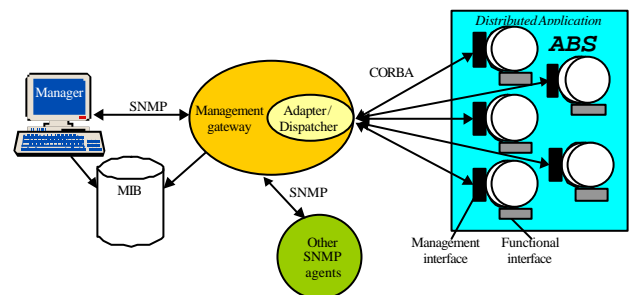 Distributed Application
ABS
CORBA
Manager
SNMP
Management
gateway
Adapter/
Dispatcher
MIB
SNMP
Other
SNMP
agents
Management
interface
Functional
interface